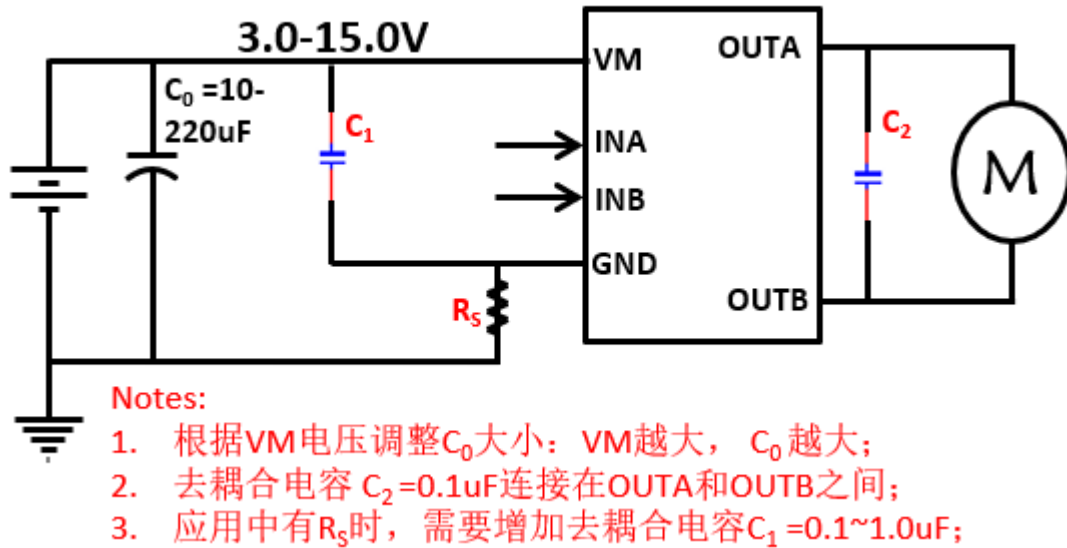 3.0-15.0V
C₀ =10-
220uF
C₁
VM
INA
INB
GND
OUTA
OUTB
C₂
M
Rₛ
Notes:
1. 根据VM电压调整C₀大小：VM越大， C₀ 越大；
2. 去耦合电容 C₂ =0.1uF连接在OUTA和OUTB之间；
3. 应用中有Rₛ时，需要增加去耦合电容C₁ =0.1~1.0uF；